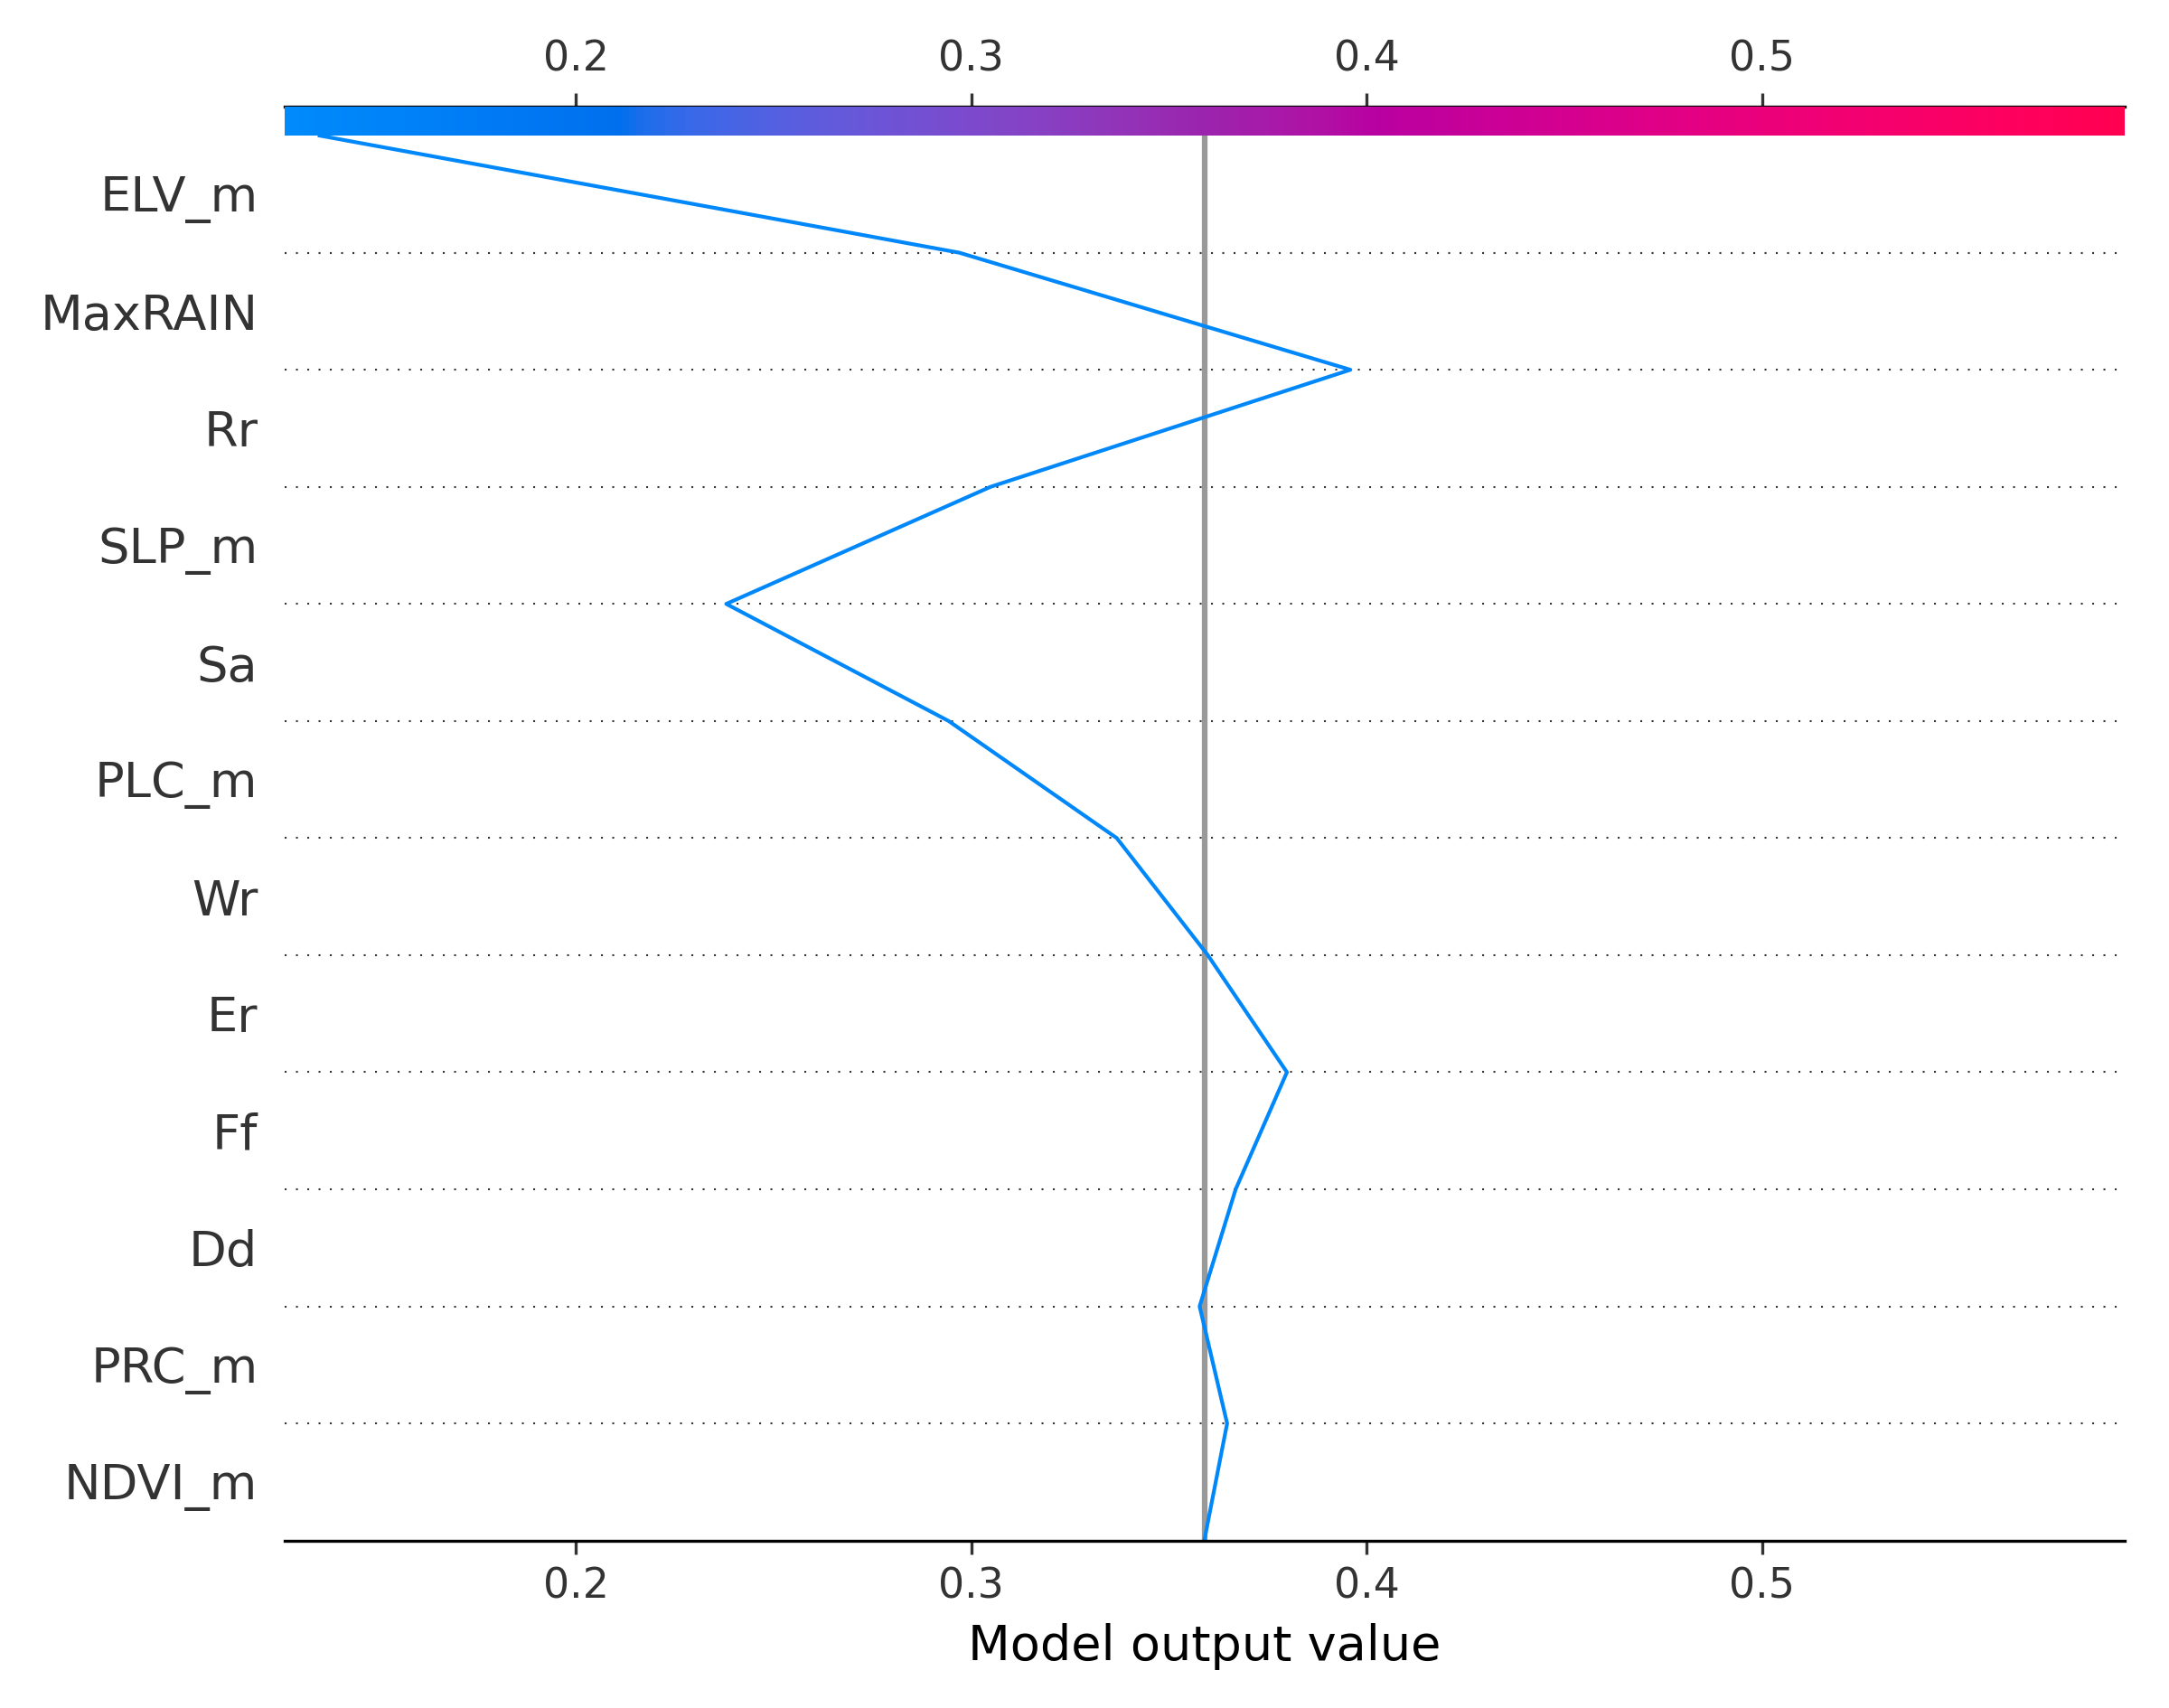 0.2 0.3 0.4 0.5
ELV_m
MaxRAIN
Rr
SLP_m
Sa
PLC_m
Wr
Er
Ff
Dd
PRC_m
NDVI_m
0.2 0.3 0.4 0.5
Model output value